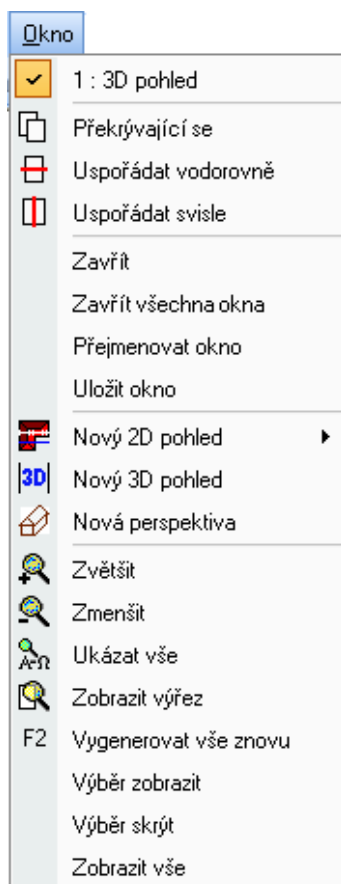 Okno
1 : 3D pohled
Překrývající se
Uspořádat vodorovně
Uspořádat svisle
Zavřít
Zavřít všechna okna
Přejmenovat okno
Uložit okno
Nový 2D pohled
3D Nový 3D pohled
Nová perspektiva
Zvětšit
Zmenšit
A-Ω Ukázat vše
Zobrazit výřez
F2 Vygenerovat vše znovu
Výběr zobrazit
Výběr skrýt
Zobrazit vše